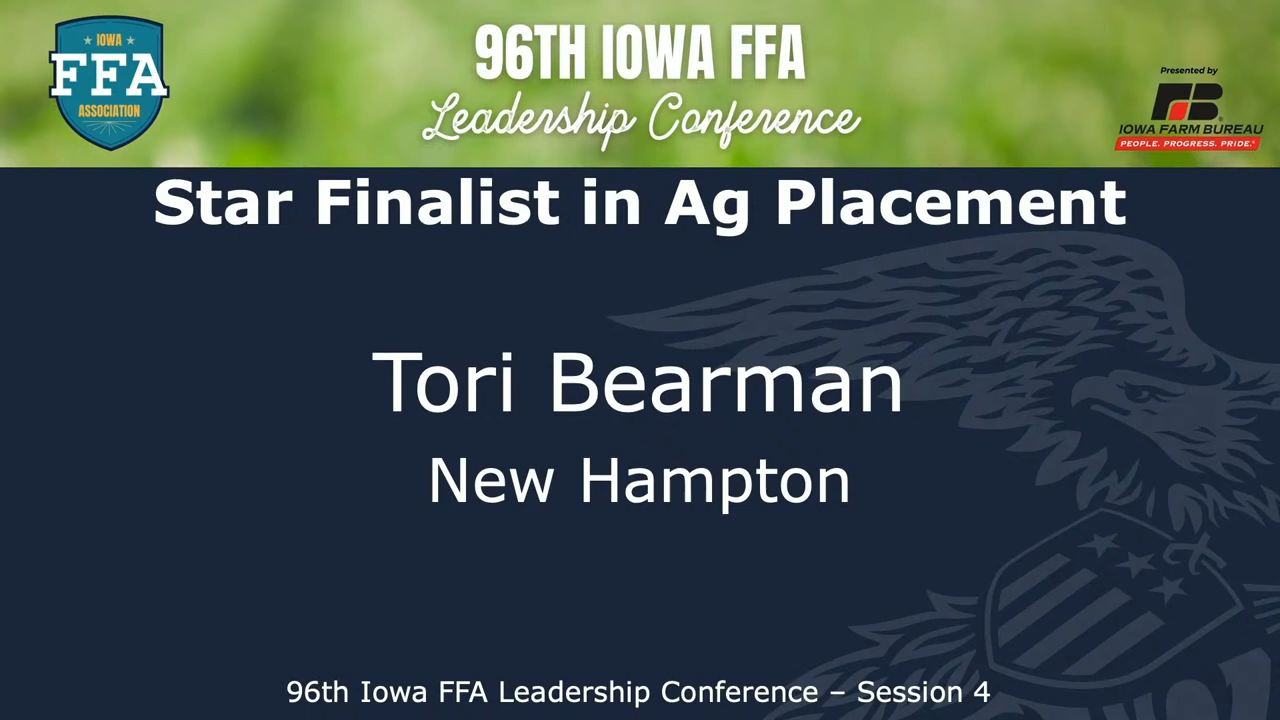 IOWA
FFA
ASSOCIATION
96TH IOWA FFA
Leadership Conference
Presented by
FB
IOWA FARM BUREAU
PEOPLE. PROGRESS. PRIDE.®
Star Finalist in Ag Placement
Tori Bearman
New Hampton
96th Iowa FFA Leadership Conference – Session 4